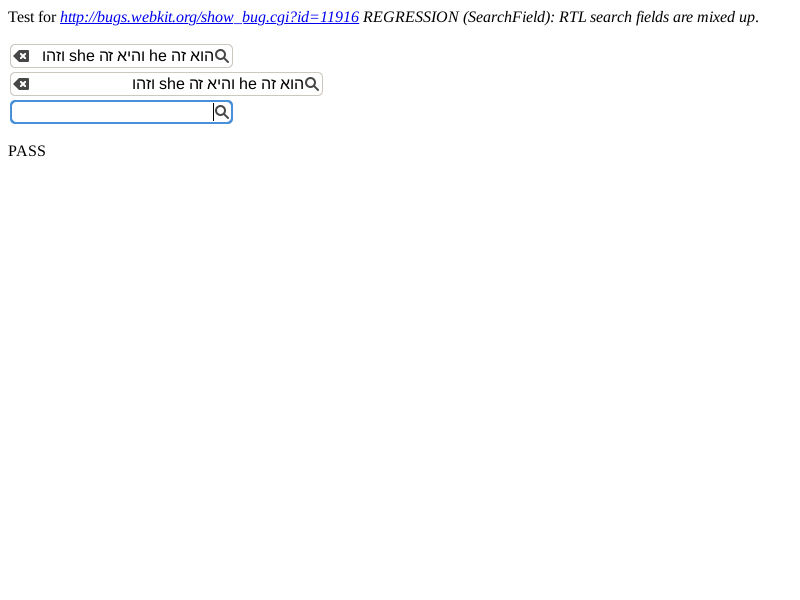 Test for http://bugs.webkit.org/show_bug.cgi?id=11916 REGRESSION (SearchField): RTL search fields are mixed up.
הוא זה he והיא זה she וזהו
הוא זה he והיא זה she וזהו
PASS